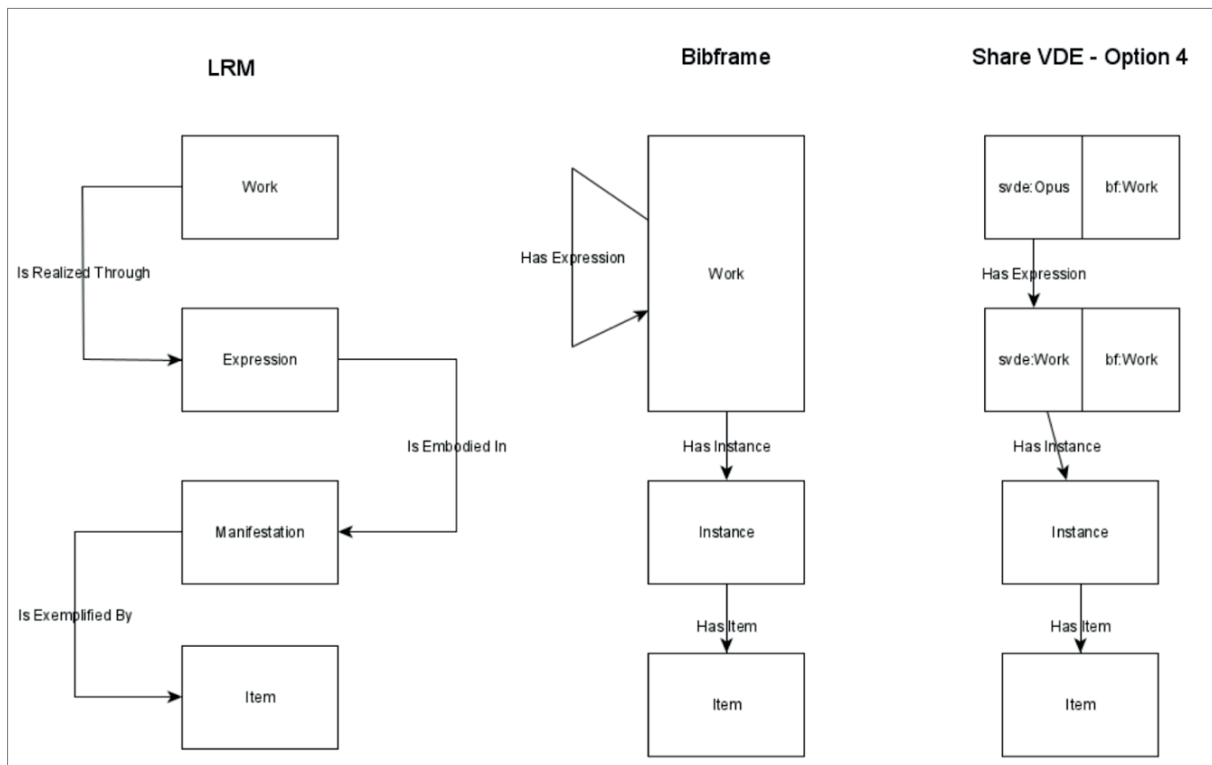 LRM
Bibframe
Share VDE - Option 4
Work
Is Realized Through
Expression
Is Embodied In
Manifestation
Is Exemplified By
Item
Has Expression
Work
Has Instance
Instance
Has Item
Item
svde:Opus
bf:Work
Has Expression
svde:Work
bf:Work
Has Instance
Instance
Has Item
Item